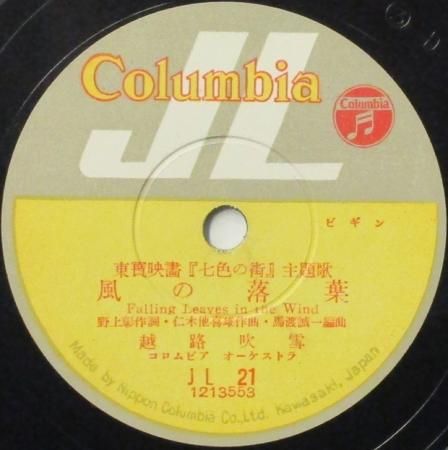 JL
Columbia
Columbia
ビギン
東寳映畫『七色の街』主題歌
風の落葉
Falling Leaves in the Wind
野上彰作詞・仁木他喜雄作曲・馬渡誠一編曲
越路吹雪
コロムビア オーケストラ
JL 21
1213553
Made by Nippon Columbia Co., Ltd. Kawasaki, Japan